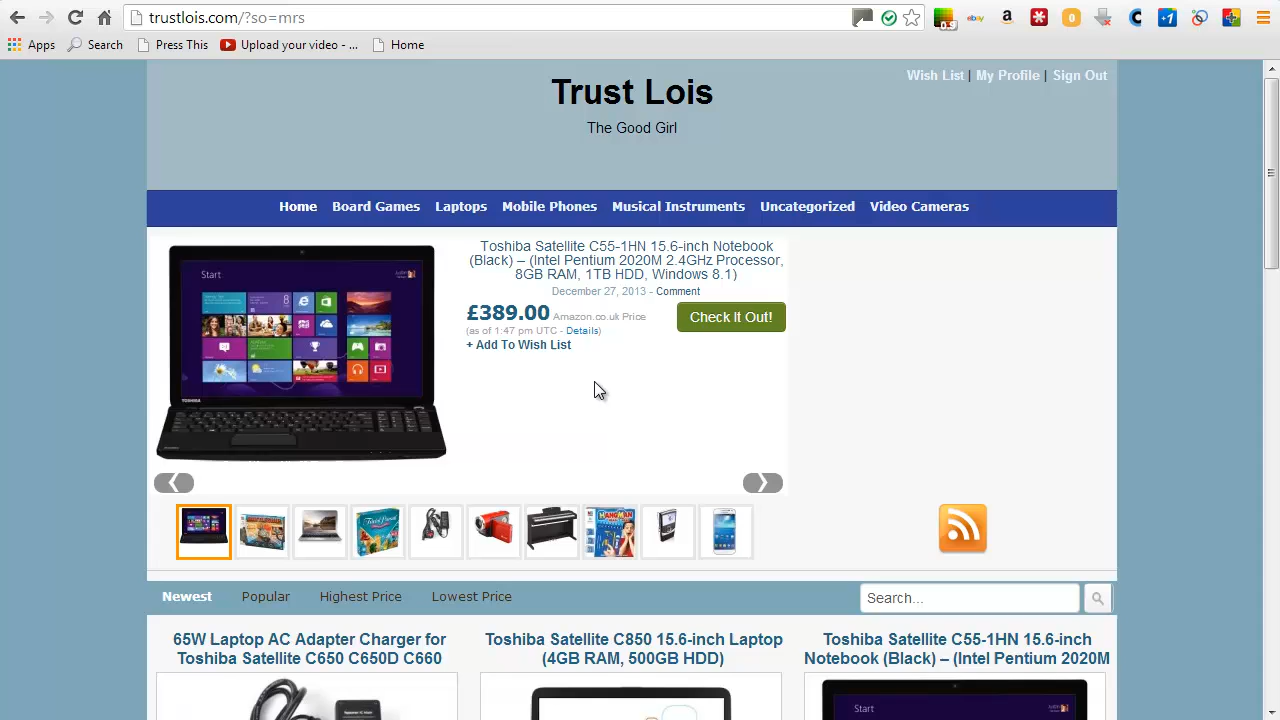 trustlois.com/?so=mrs
Apps Search Press This Upload your video - ... Home
Wish List | My Profile | Sign Out
Trust Lois
The Good Girl
Home Board Games Laptops Mobile Phones Musical Instruments Uncategorized Video Cameras
Toshiba Satellite C55-1HN 15.6-inch Notebook
(Black) – (Intel Pentium 2020M 2.4GHz Processor,
8GB RAM, 1TB HDD, Windows 8.1)
December 27, 2013 - Comment
£389.00 Amazon.co.uk Price
(as of 1:47 pm UTC - Details)
Check It Out!
+ Add To Wish List
Start
TOSHIBA
HANGMAN
Newest Popular Highest Price Lowest Price
Search...
65W Laptop AC Adapter Charger for
Toshiba Satellite C650 C650D C660
Toshiba Satellite C850 15.6-inch Laptop
(4GB RAM, 500GB HDD)
Toshiba Satellite C55-1HN 15.6-inch
Notebook (Black) – (Intel Pentium 2020M
Start